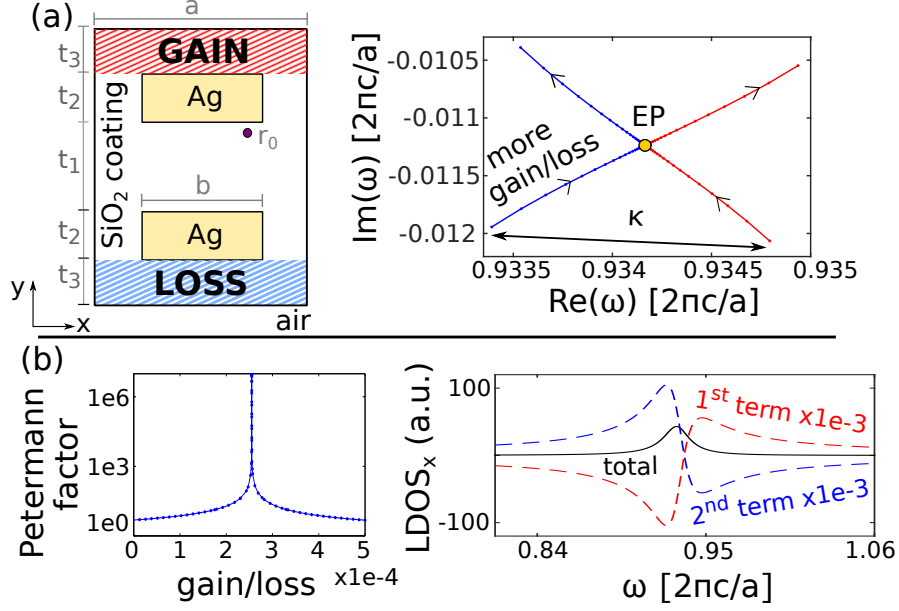 (a)
a
t3
GAIN
t2
Ag
SiO2 coating
r0
t1
b
t2
Ag
t3
LOSS
y
x
air
Im(ω) [2πc/a]
-0.0105
-0.011
-0.0115
-0.012
EP
more
gain/loss
κ
0.9335
0.934
0.9345
0.935
Re(ω) [2πc/a]
(b)
Petermann
factor
1e6
1e3
1e0
0 1 2 3 4 5
gain/loss x1e-4
LDOSx (a.u.)
100
-100
1st term x1e-3
total
2nd term x1e-3
0.84 0.95 1.06
ω [2πc/a]